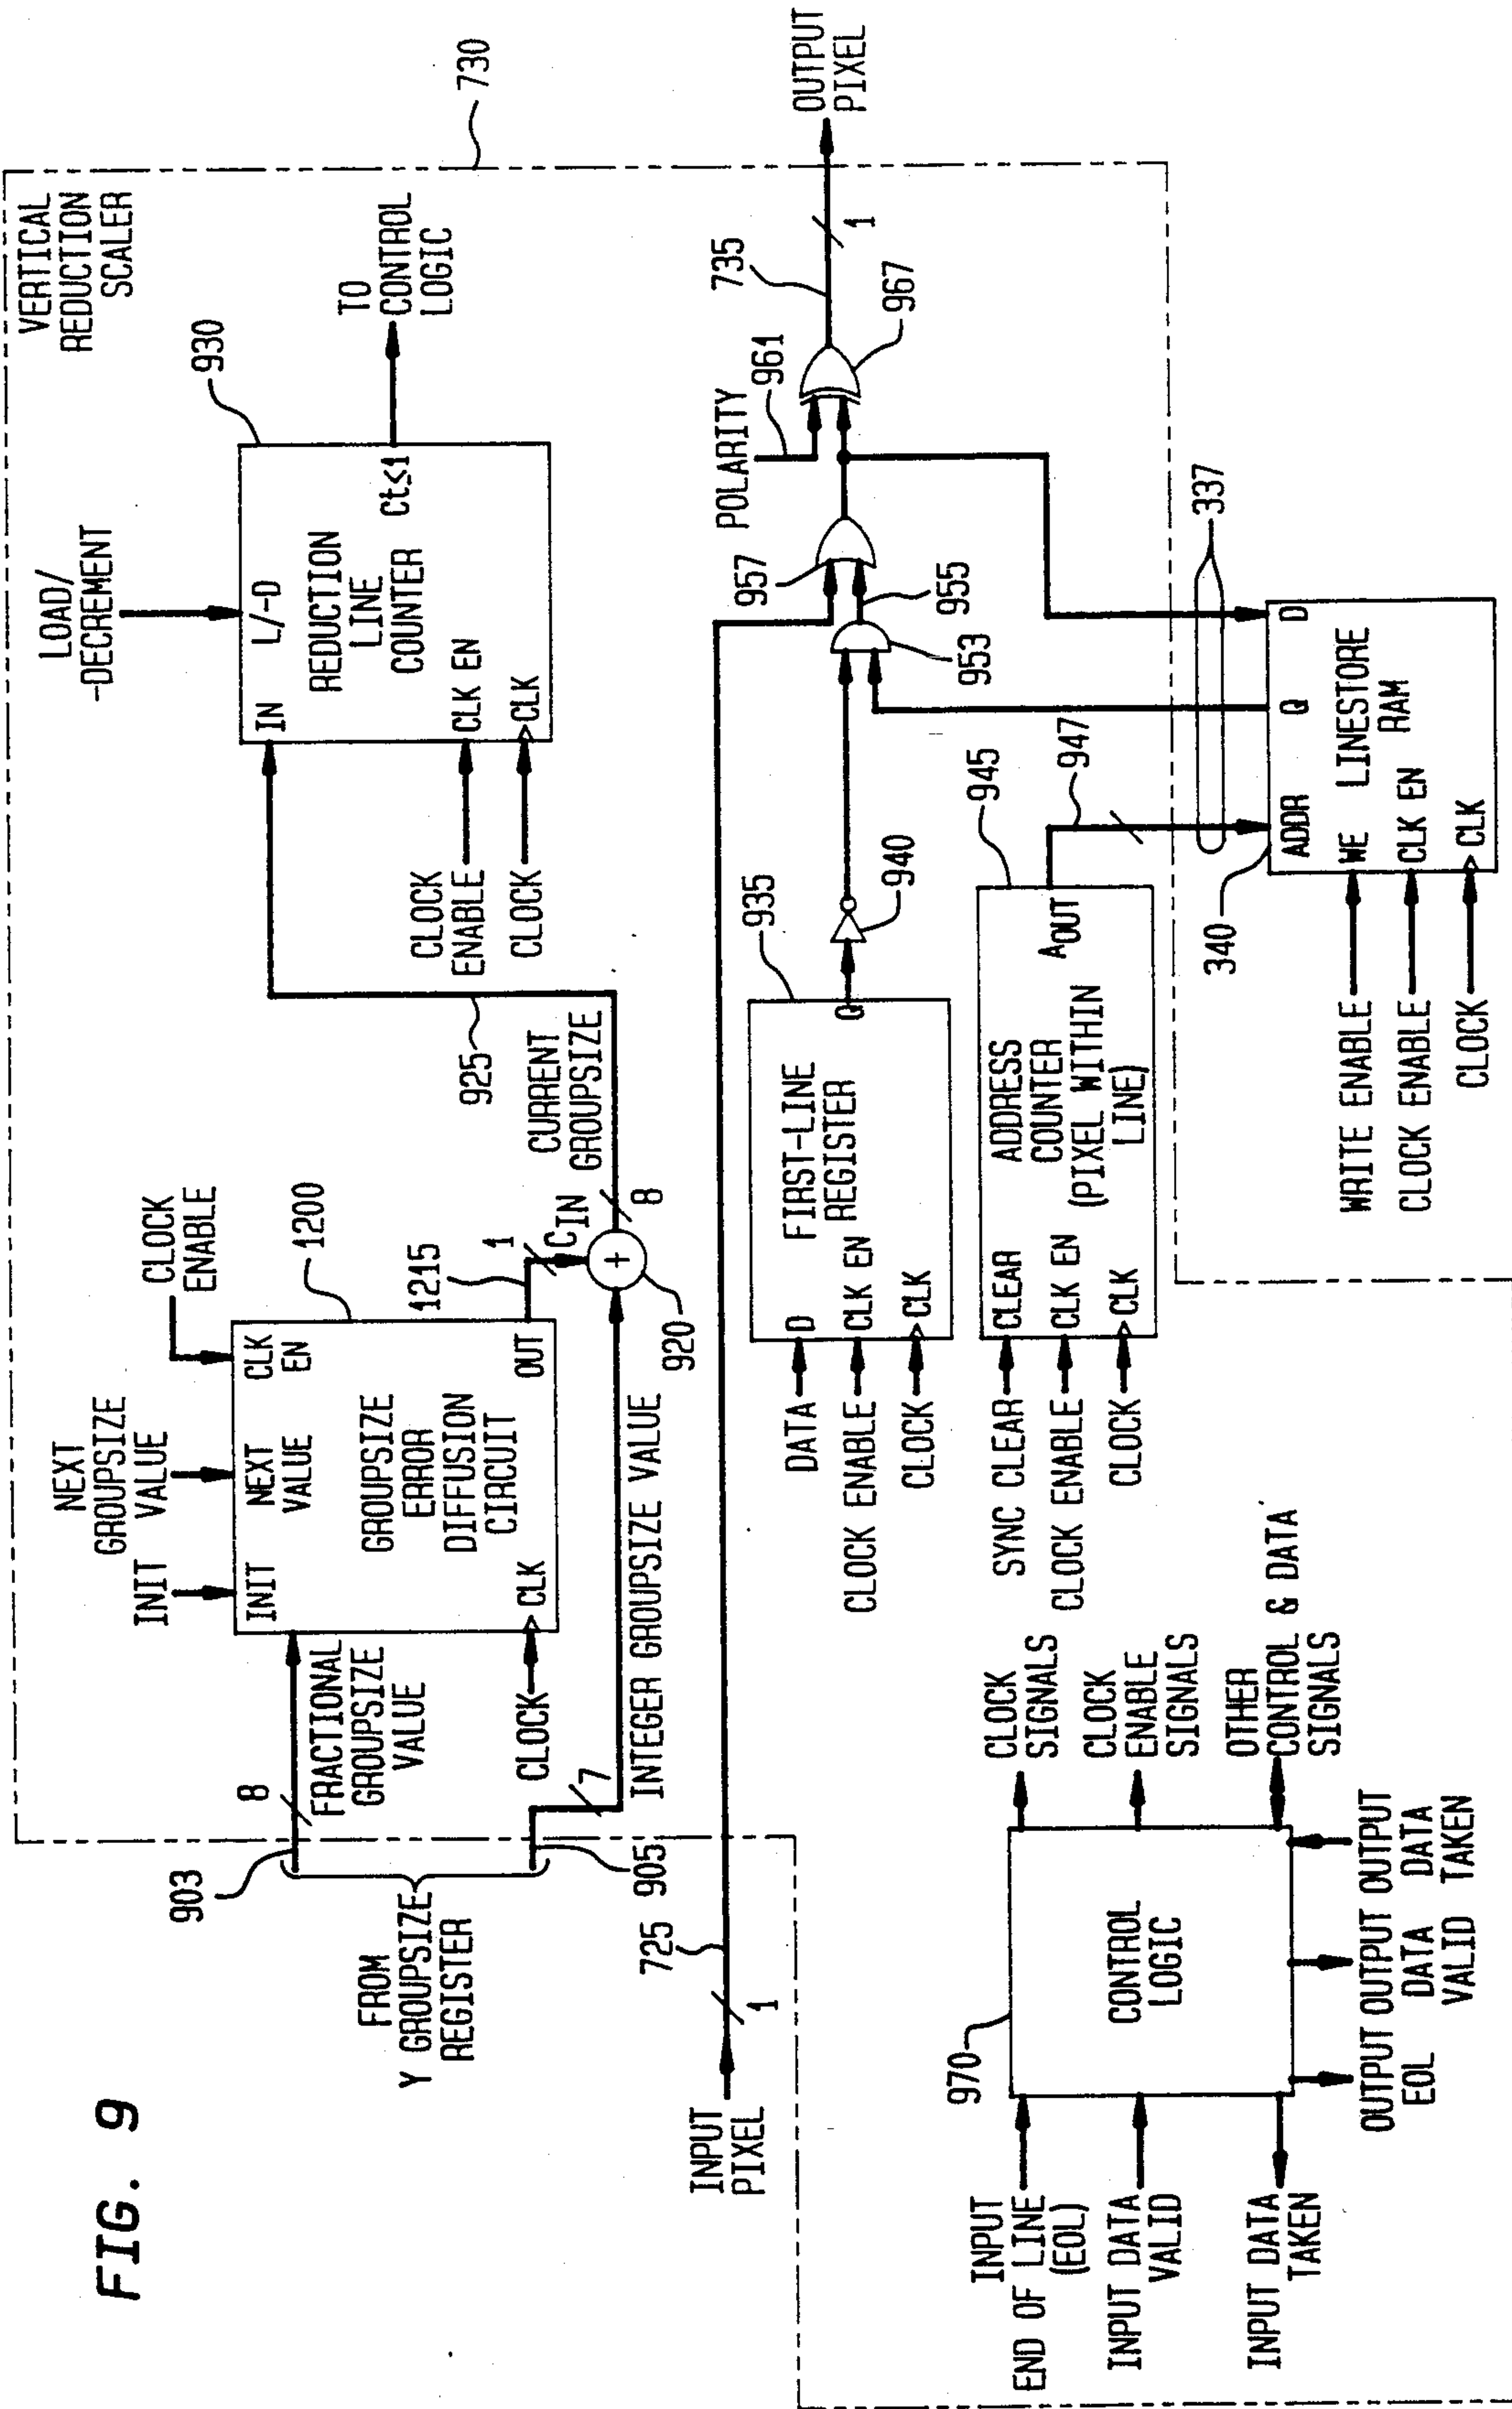 FIG. 9
VERTICAL
REDUCTION
SCALER
730
FROM
Y GROUPSIZE
REGISTER
903
8
FRACTIONAL
GROUPSIZE
VALUE
905
7
INTEGER GROUPSIZE VALUE
INIT
NEXT
GROUPSIZE
VALUE
CLOCK
ENABLE
1200
INIT
NEXT
VALUE
CLK
EN
GROUPSIZE
ERROR
DIFFUSION
CIRCUIT
OUT
CLK
CLOCK
1215
1
CIN
920
+
8
CURRENT
GROUPSIZE
925
LOAD/
-DECREMENT
930
IN
L/-D
REDUCTION
LINE
COUNTER
Ct≤1
CLK EN
CLK
CLOCK
ENABLE
CLOCK
TO
CONTROL
LOGIC
INPUT
PIXEL
725
1
DATA
CLOCK ENABLE
CLOCK
935
D
CLK EN
CLK
FIRST-LINE
REGISTER
Q
940
953
955
957
POLARITY
961
967
735
1
OUTPUT
PIXEL
SYNC CLEAR
CLOCK ENABLE
CLOCK
945
CLEAR
CLK EN
CLK
ADDRESS
COUNTER
(PIXEL WITHIN
LINE)
AOUT
947
337
340
ADDR
Q
D
WE
LINESTORE
RAM
CLK EN
CLK
WRITE ENABLE
CLOCK ENABLE
CLOCK
970
CONTROL
LOGIC
INPUT
END OF LINE
(EOL)
INPUT DATA
VALID
INPUT DATA
TAKEN
CLOCK
SIGNALS
CLOCK
ENABLE
SIGNALS
OTHER
CONTROL & DATA
SIGNALS
OUTPUT OUTPUT OUTPUT
EOL DATA DATA
VALID TAKEN